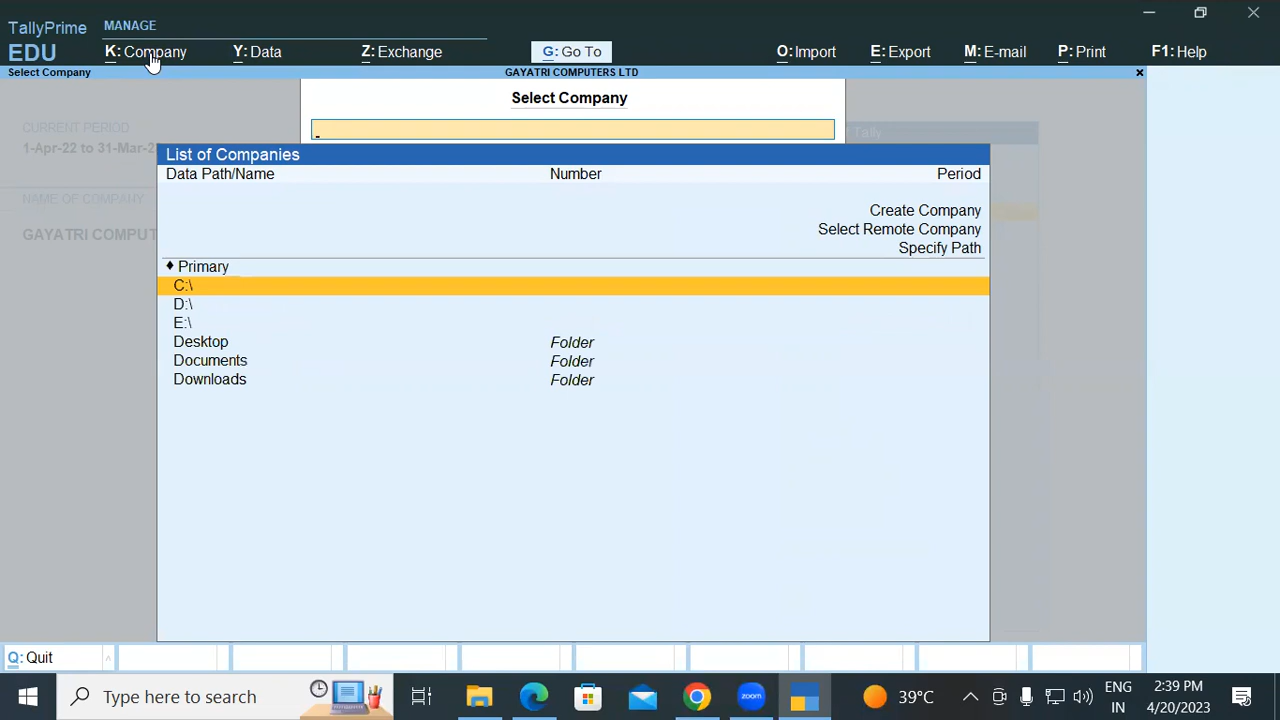 TallyPrime
MANAGE
EDU
K: Company
Y: Data
Z: Exchange
G: Go To
O: Import
E: Export
M: E-mail
P: Print
F1: Help
Select Company
GAYATRI COMPUTERS LTD
Select Company
CURRENT PERIOD
1-Apr-22 to 31-Mar-2
Tally
NAME OF COMPANY
GAYATRI COMPUT
List of Companies
Data Path/Name
Number
Period
Create Company
Select Remote Company
Specify Path
♦ Primary
C:\
D:\
E:\
Desktop
Folder
Documents
Folder
Downloads
Folder
Q: Quit
Type here to search
zoom
39°C
ENG
IN
2:39 PM
4/20/2023